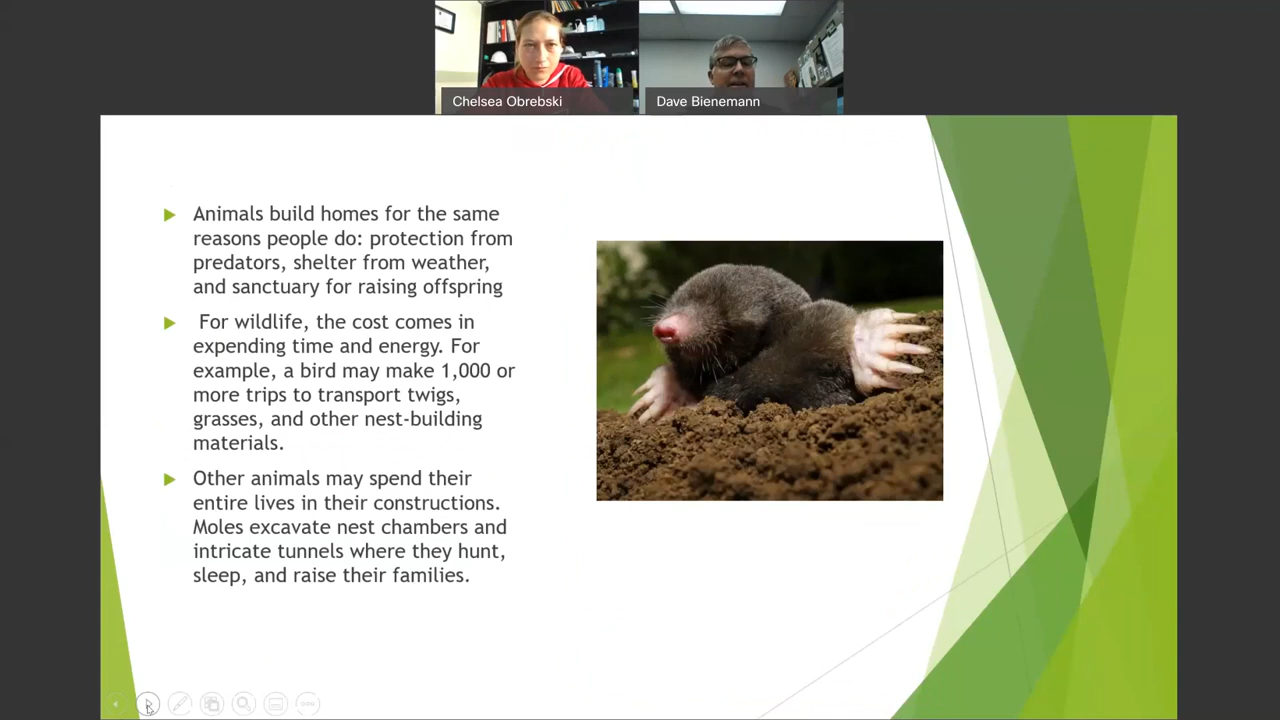 Chelsea Obrebski
Dave Bienemann
Animals build homes for the same
reasons people do: protection from
predators, shelter from weather,
and sanctuary for raising offspring
For wildlife, the cost comes in
expending time and energy. For
example, a bird may make 1,000 or
more trips to transport twigs,
grasses, and other nest-building
materials.
Other animals may spend their
entire lives in their constructions.
Moles excavate nest chambers and
intricate tunnels where they hunt,
sleep, and raise their families.